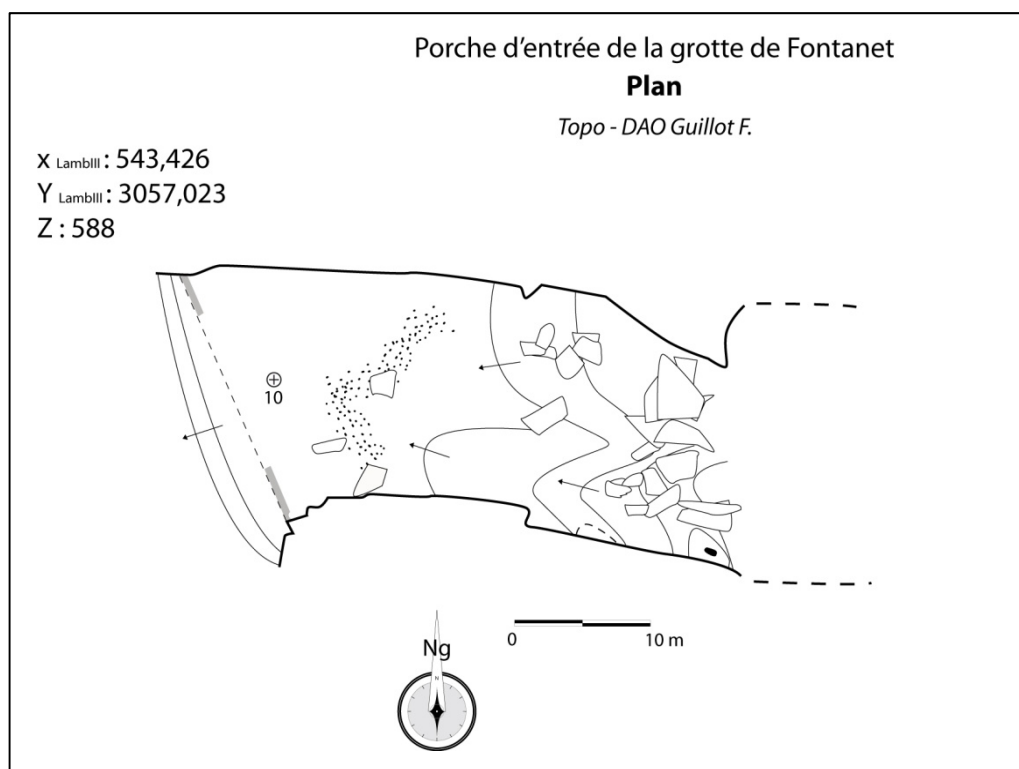 Porche d’entrée de la grotte de Fontanet
Plan
Topo - DAO Guillot F.
x LambIII : 543,426
Y LambIII : 3057,023
Z : 588
10
0 10 m
Ng
N